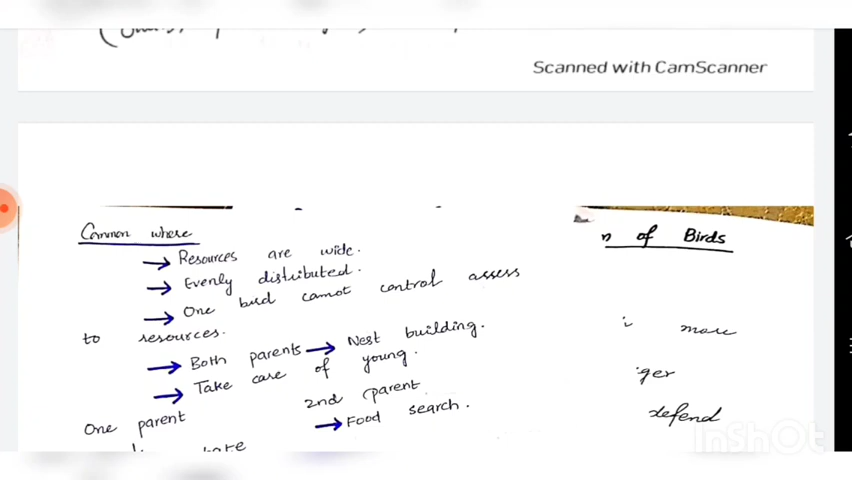 Scanned with CamScanner
Common where
→ Resources are wide.
→ Evenly distributed.
→ One bird cannot control assess
to resources.
→ Both parents → Nest building.
→ Take care of young.
One parent 2nd parent
→ Food search.
n of Birds
more
ger
defend
InShot